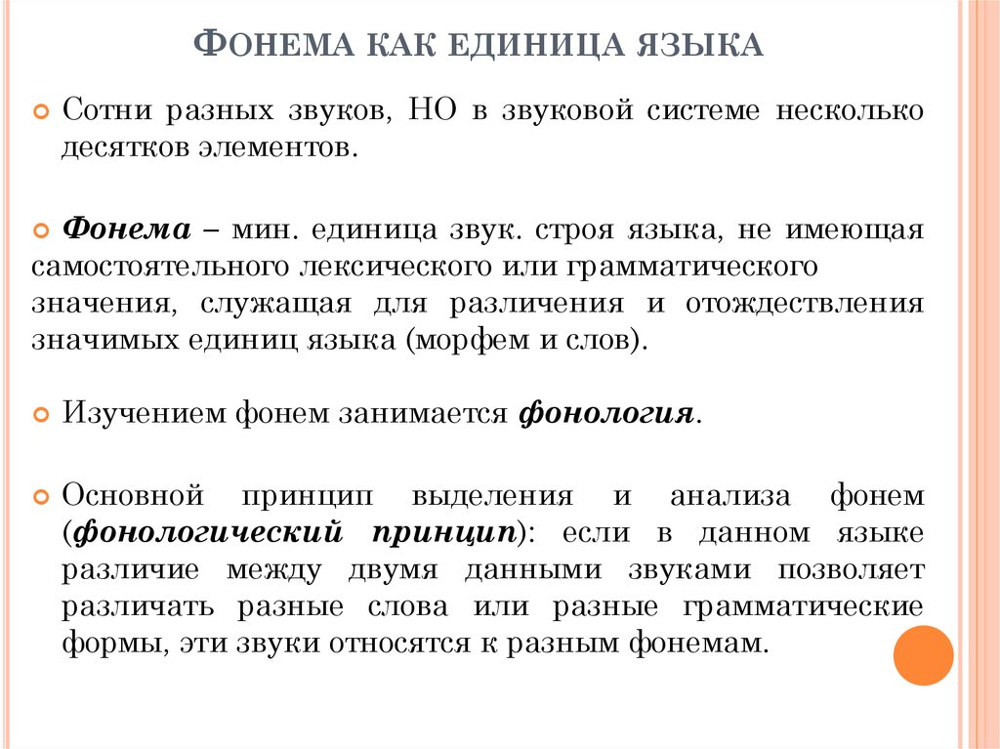 ФОНЕМА КАК ЕДИНИЦА ЯЗЫКА
Сотни разных звуков, НО в звуковой системе несколько
десятков элементов.
Фонема – мин. единица звук. строя языка, не имеющая
самостоятельного лексического или грамматического
значения, служащая для различения и отождествления
значимых единиц языка (морфем и слов).
Изучением фонем занимается фонология.
Основной принцип выделения и анализа фонем
(фонологический принцип): если в данном языке
различие между двумя данными звуками позволяет
различать разные слова или разные грамматические
формы, эти звуки относятся к разным фонемам.